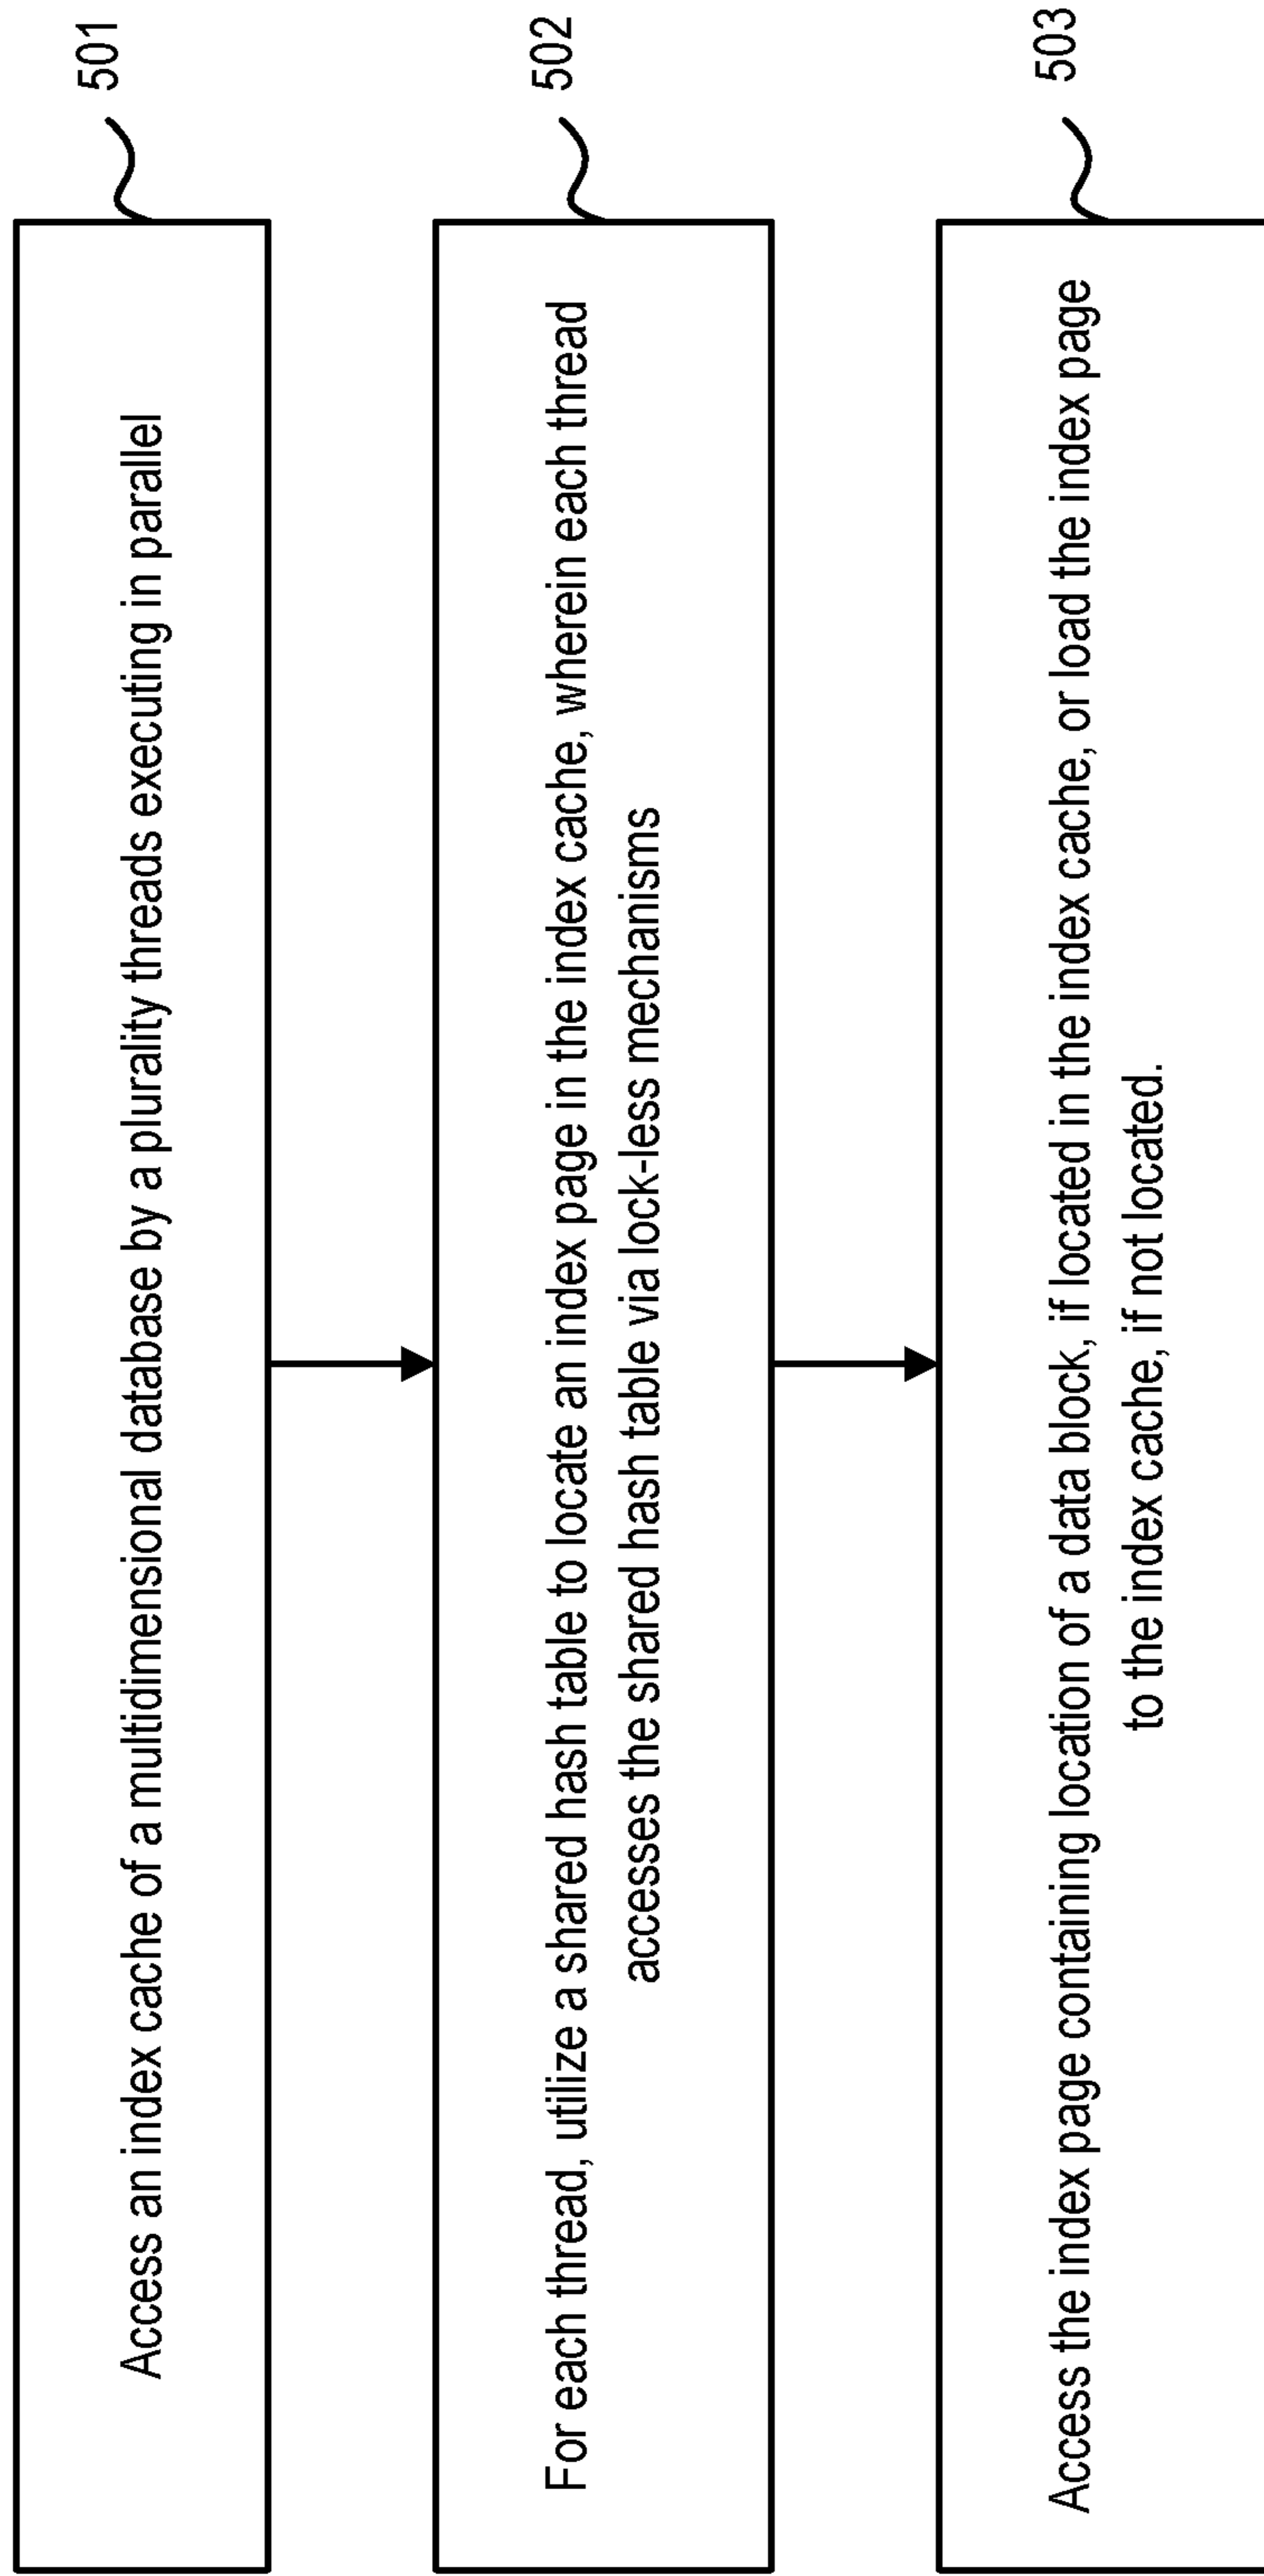 Access an index cache of a multidimensional database by a plurality threads executing in parallel
501
For each thread, utilize a shared hash table to locate an index page in the index cache, wherein each thread
accesses the shared hash table via lock-less mechanisms
502
Access the index page containing location of a data block, if located in the index cache, or load the index page
to the index cache, if not located.
503